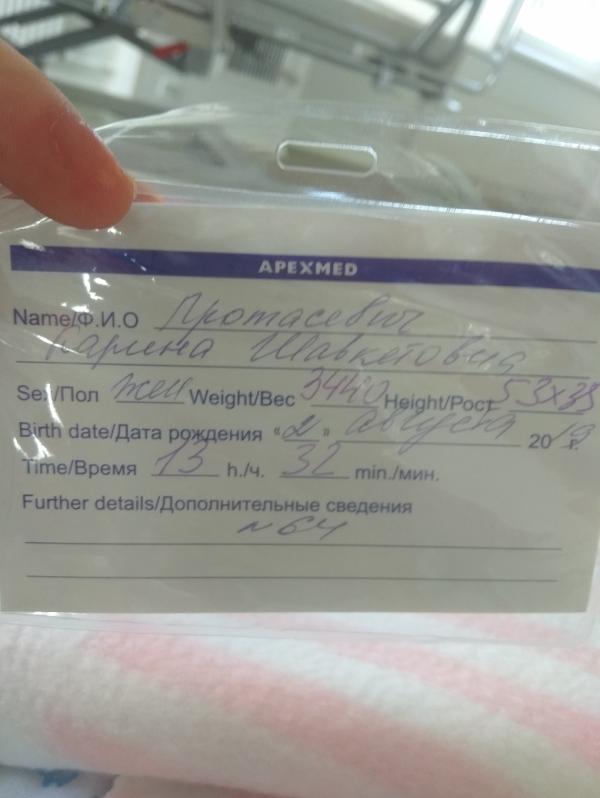 APEXMED
Name/Ф.И.О Протасевич
Карина Шавкетовна
Sex/Пол жен Weight/Вес 3440 Height/Рост 53х35
Birth date/Дата рождения «2» августа 2019 г.
Time/Время 13 h./ч. 32 min./мин.
Further details/Дополнительные сведения
№64